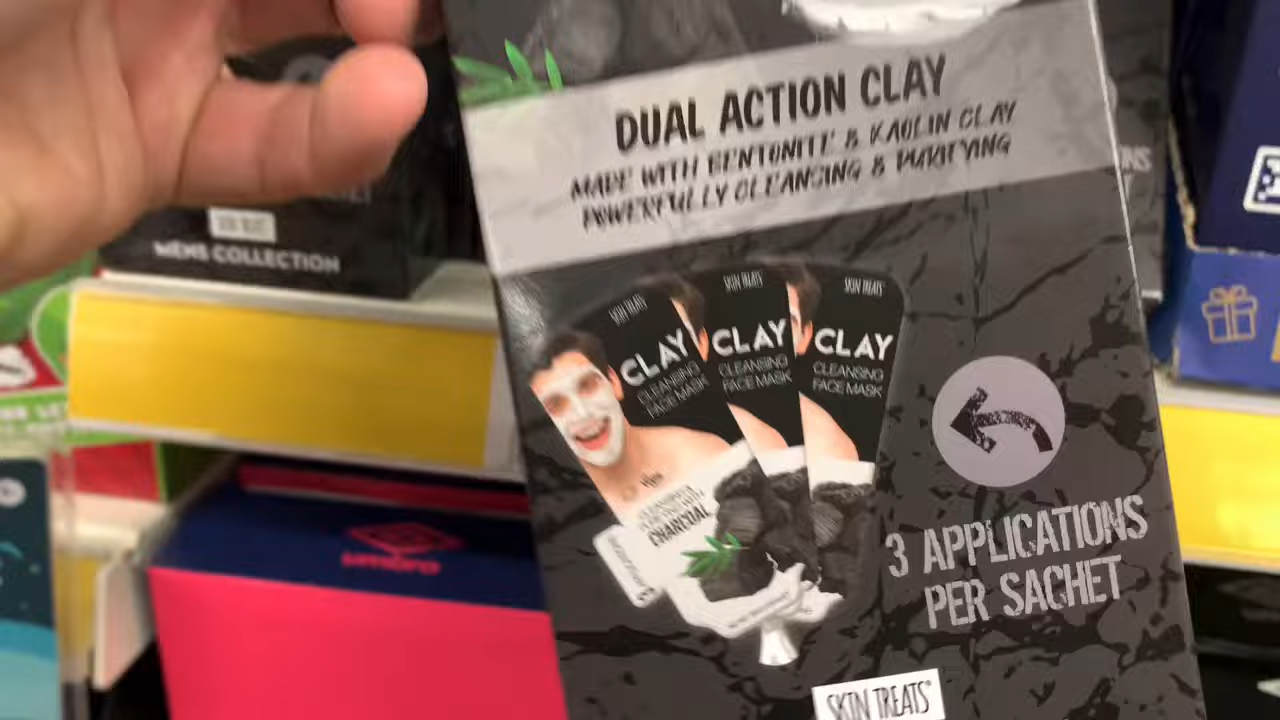 DUAL ACTION CLAY
MADE WITH BENTONITE & KAOLIN CLAY
POWERFULLY CLEANSING & PURIFYING
SKIN TREATS
CLAY
CLEANSING
FACE MASK
CHARCOAL
SKIN TREATS
CLAY
CLEANSING
FACE MASK
SKIN TREATS
CLAY
CLEANSING
FACE MASK
3 APPLICATIONS
PER SACHET
SKIN TREATS
MENS COLLECTION
umbro